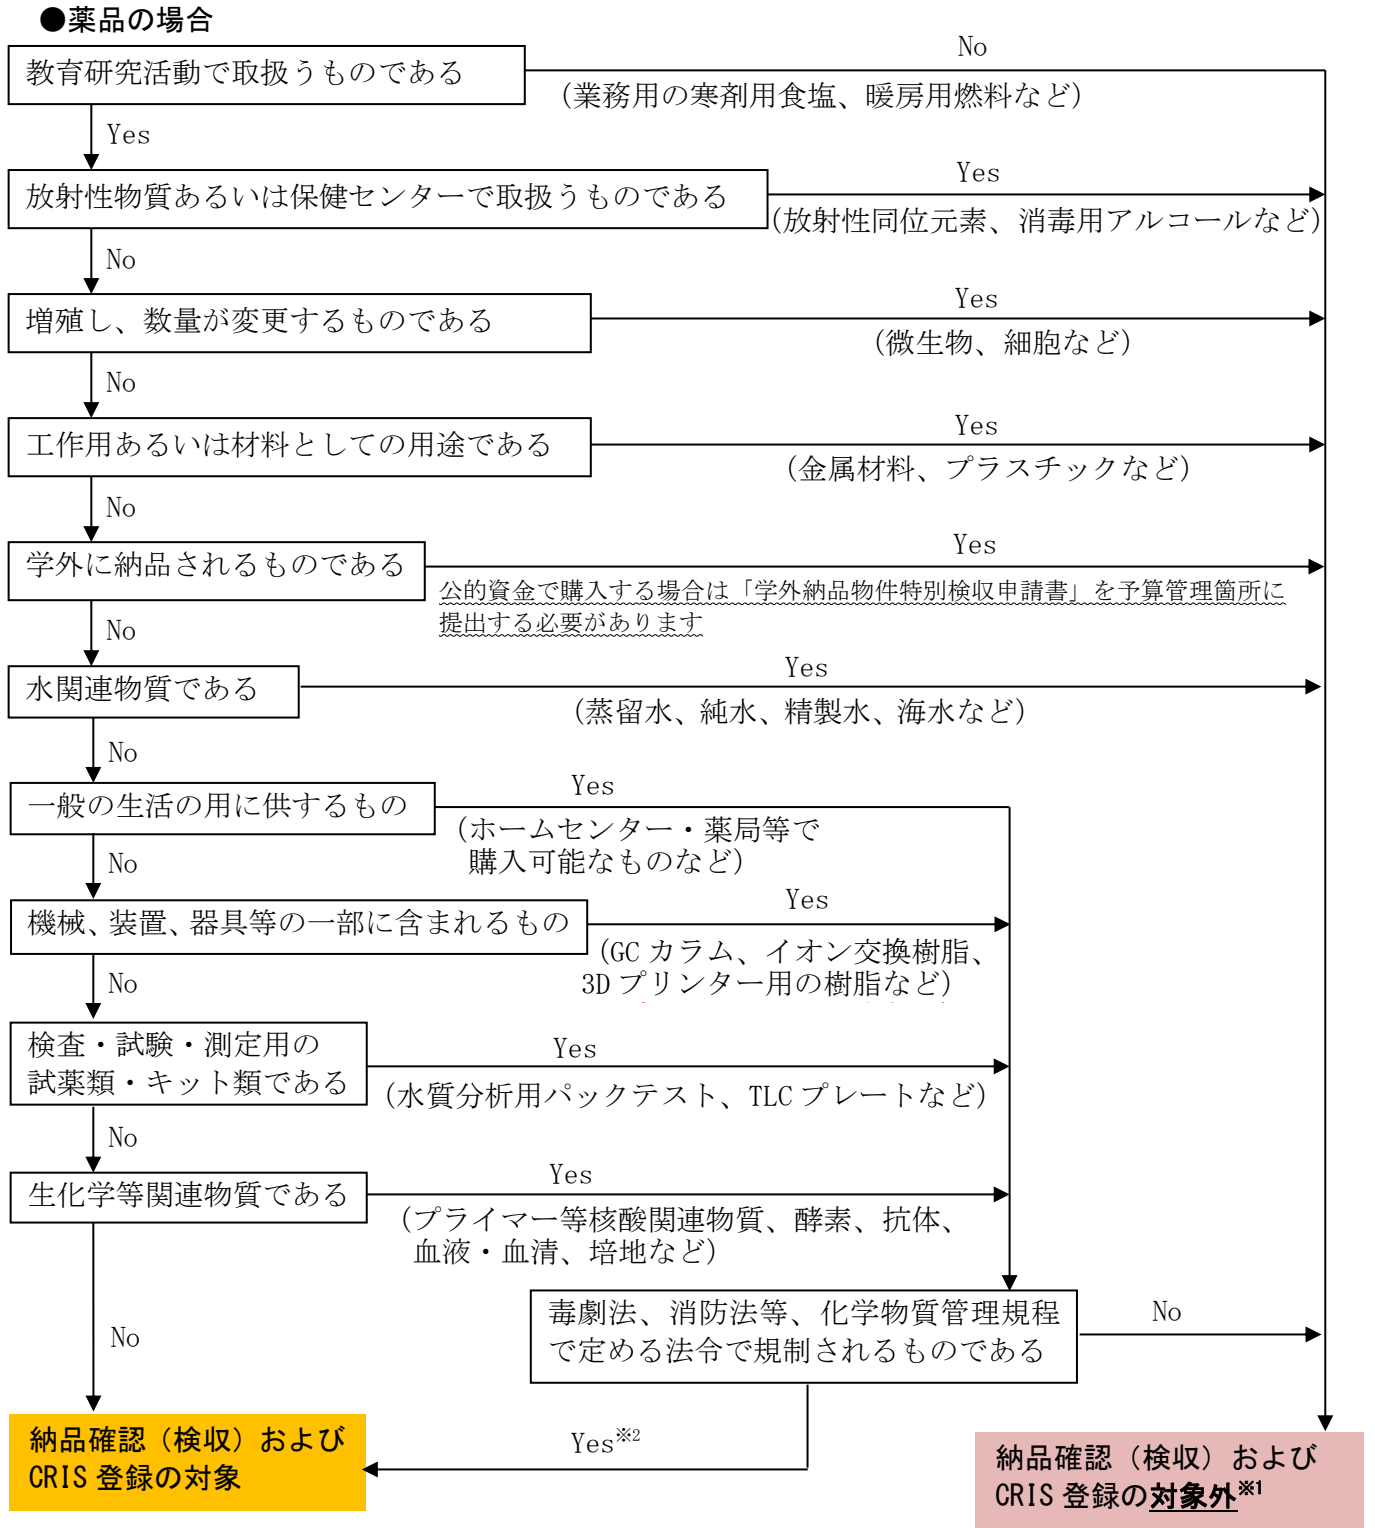 ●薬品の場合
No
教育研究活動で取扱うものである
(業務用の寒剤用食塩、暖房用燃料など)
Yes
Yes
放射性物質あるいは保健センターで取扱うものである
(放射性同位元素、消毒用アルコールなど)
No
Yes
増殖し、数量が変更するものである
(微生物、細胞など)
No
Yes
工作用あるいは材料としての用途である
(金属材料、プラスチックなど)
No
Yes
学外に納品されるものである
公的資金で購入する場合は「学外納品物件特別検収申請書」を予算管理箇所に
提出する必要があります
No
Yes
水関連物質である
(蒸留水、純水、精製水、海水など)
No
Yes
一般の生活の用に供するもの
(ホームセンター・薬局等で
購入可能なものなど)
No
Yes
機械、装置、器具等の一部に含まれるもの
(GCカラム、イオン交換樹脂、
3Dプリンター用の樹脂など)
No
検査・試験・測定用の
試薬類・キット類である
Yes
(水質分析用パックテスト、TLCプレートなど)
No
Yes
生化学等関連物質である
(プライマー等核酸関連物質、酵素、抗体、
血液・血清、培地など)
毒劇法、消防法等、化学物質管理規程
で定める法令で規制されるものである
No
No
Yes※2
納品確認（検収）および
CRIS登録の対象
納品確認（検収）および
CRIS登録の対象外※1